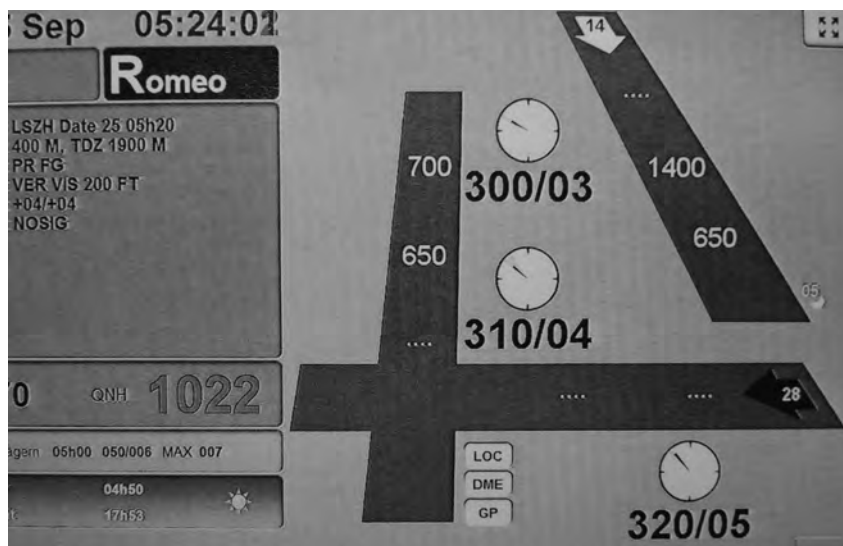 5 Sep 05:24:02
14
Romeo
LSZH Date 25 05h20
400 M, TDZ 1900 M
PR FG
VER VIS 200 FT
+04/+04
NOSIG
700
300/03
1400
650
650
05
310/04
QNH 1022
28
05h00 050/006 MAX 007
LOC
DME
GP
04h50
17h53
320/05